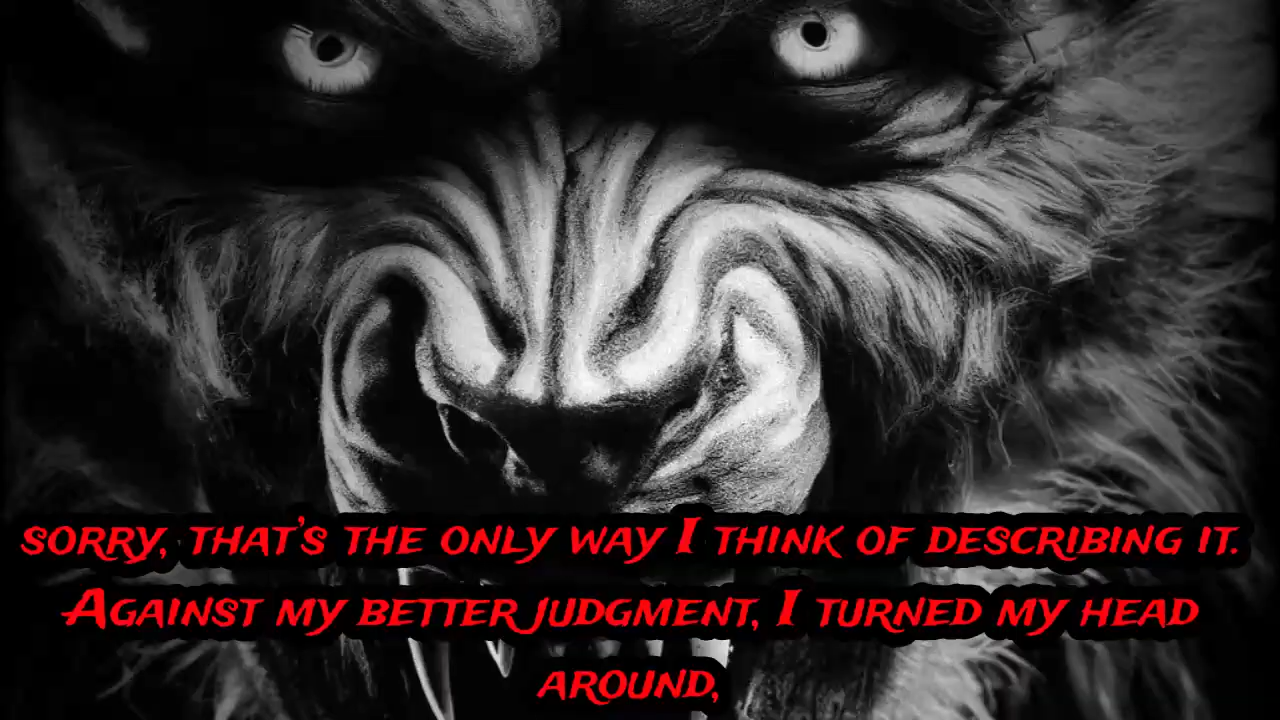 sorry, that's the only way I think of describing it.
Against my better judgment, I turned my head
around,